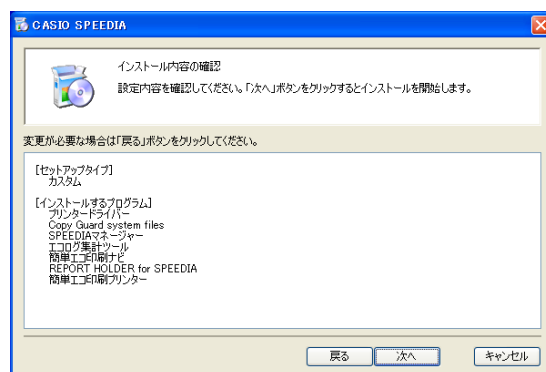 CASIO SPEEDIA
インストール内容の確認
設定内容を確認してください。「次へ」ボタンをクリックするとインストールを開始します。
変更が必要な場合は「戻る」ボタンをクリックしてください。
[セットアップタイプ]
カスタム
[インストールするプログラム]
プリンタードライバー
Copy Guard system files
SPEEDIAマネージャー
エコログ集計ツール
簡単エコ印刷ナビ
REPORT HOLDER for SPEEDIA
簡単エコ印刷プリンター
戻る
次へ
キャンセル